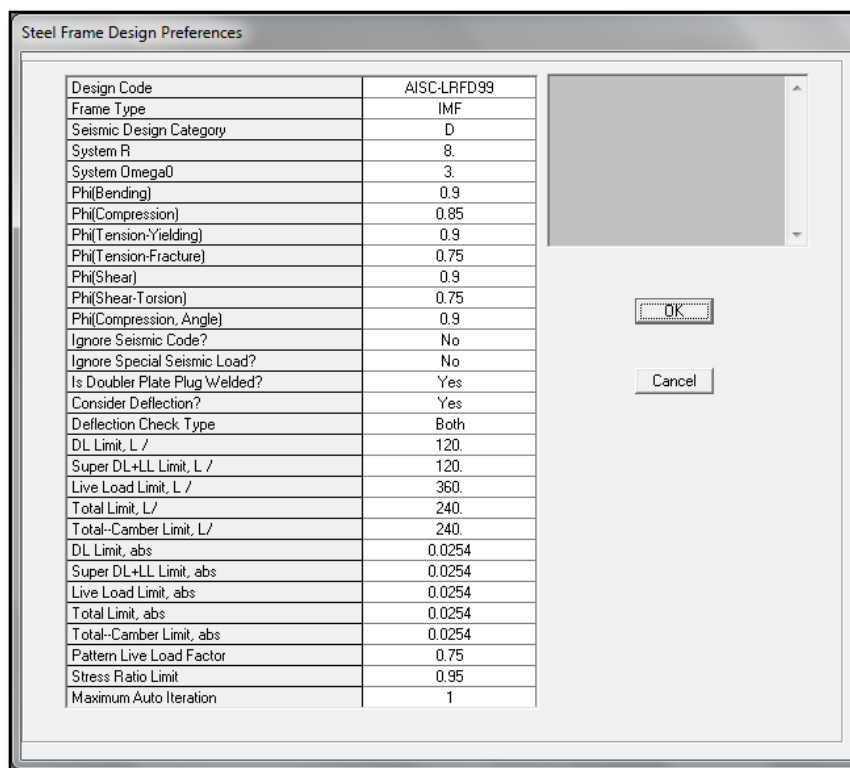 Steel Frame Design Preferences
Design Code AISC-LRFD99
Frame Type IMF
Seismic Design Category D
System R 8.
System Omega0 3.
Phi(Bending) 0.9
Phi(Compression) 0.85
Phi(Tension-Yielding) 0.9
Phi(Tension-Fracture) 0.75
Phi(Shear) 0.9
Phi(Shear-Torsion) 0.75
Phi(Compression, Angle) 0.9
Ignore Seismic Code? No
Ignore Special Seismic Load? No
Is Doubler Plate Plug Welded? Yes
Consider Deflection? Yes
Deflection Check Type Both
DL Limit, L / 120.
Super DL+LL Limit, L / 120.
Live Load Limit, L / 360.
Total Limit, L/ 240.
Total--Camber Limit, L/ 240.
DL Limit, abs 0.0254
Super DL+LL Limit, abs 0.0254
Live Load Limit, abs 0.0254
Total Limit, abs 0.0254
Total--Camber Limit, abs 0.0254
Pattern Live Load Factor 0.75
Stress Ratio Limit 0.95
Maximum Auto Iteration 1
OK
Cancel